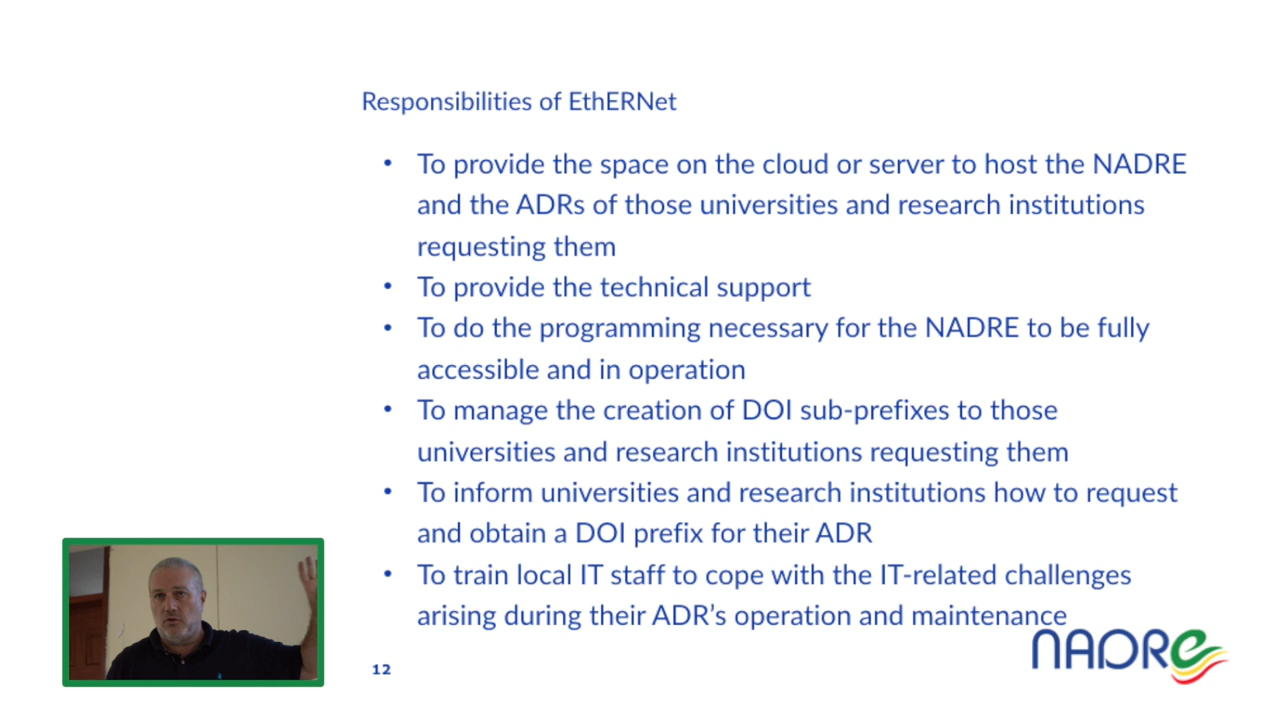 Responsibilities of EthERNet
• To provide the space on the cloud or server to host the NADRE
and the ADRs of those universities and research institutions
requesting them
• To provide the technical support
• To do the programming necessary for the NADRE to be fully
accessible and in operation
• To manage the creation of DOI sub-prefixes to those
universities and research institutions requesting them
• To inform universities and research institutions how to request
and obtain a DOI prefix for their ADR
• To train local IT staff to cope with the IT-related challenges
arising during their ADR’s operation and maintenance
12
NADRe